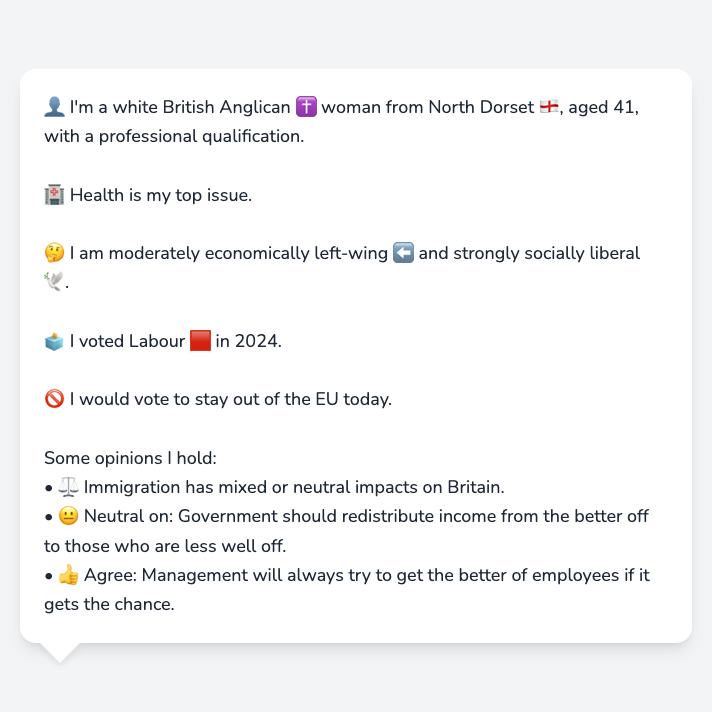 👤 I'm a white British Anglican ✝️ woman from North Dorset 🏴󠁧󠁢󠁥󠁮󠁧󠁿, aged 41,
with a professional qualification.
🏥 Health is my top issue.
🤔 I am moderately economically left-wing ⬅️ and strongly socially liberal
🕊️.
🗳️ I voted Labour 🟥 in 2024.
🚫 I would vote to stay out of the EU today.
Some opinions I hold:
• ⚖️ Immigration has mixed or neutral impacts on Britain.
• 😐 Neutral on: Government should redistribute income from the better off
to those who are less well off.
• 👍 Agree: Management will always try to get the better of employees if it
gets the chance.